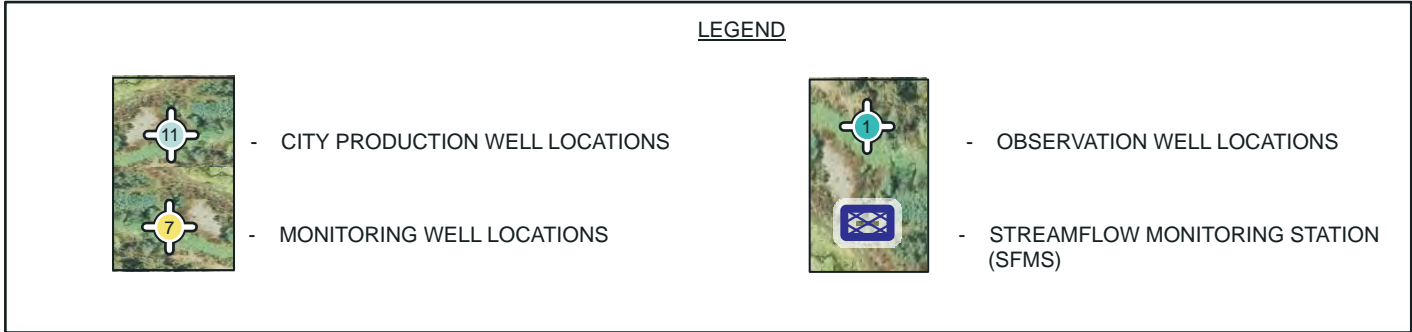 LEGEND
11
- CITY PRODUCTION WELL LOCATIONS
7
- MONITORING WELL LOCATIONS
1
- OBSERVATION WELL LOCATIONS
- STREAMFLOW MONITORING STATION
(SFMS)